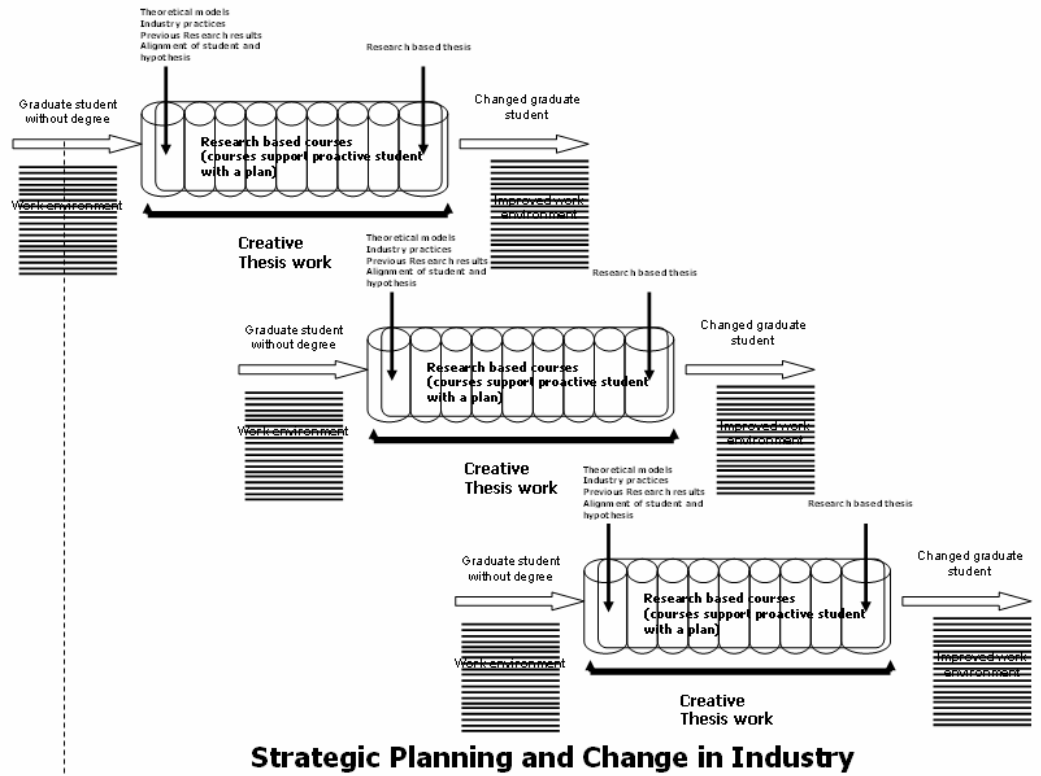 Theoretical models
Industry practices
Previous Research results
Alignment of student and
hypothesis
Research based thesis
Graduate student
without degree
Changed graduate
student
Research based courses
(courses support proactive student
with a plan)
Work environment
Improved work
environment
Creative
Thesis work
Theoretical models
Industry practices
Previous Research results
Alignment of student and
hypothesis
Research based thesis
Graduate student
without degree
Changed graduate
student
Research based courses
(courses support proactive student
with a plan)
Work environment
Improved work
environment
Creative
Thesis work
Theoretical models
Industry practices
Previous Research results
Alignment of student and
hypothesis
Research based thesis
Graduate student
without degree
Changed graduate
student
Research based courses
(courses support proactive student
with a plan)
Work environment
Improved work
environment
Creative
Thesis work
Strategic Planning and Change in Industry